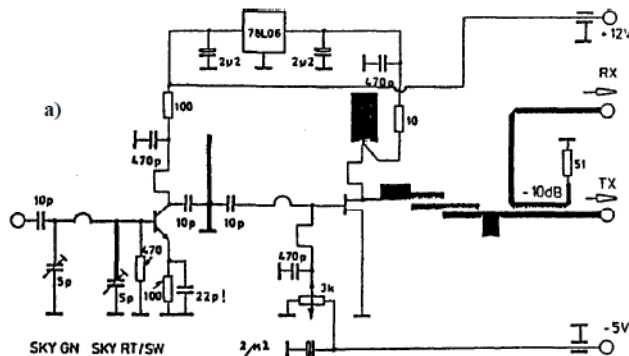 78L06
2µ2
2µ2
+12V
470p
RX
100
10
a)
51
470p
-10dB
TX
10p
10p
10p
470
5p
5p
470p
3k
100
22p!
SKY GN SKY RT/SW
2µ2
-5V